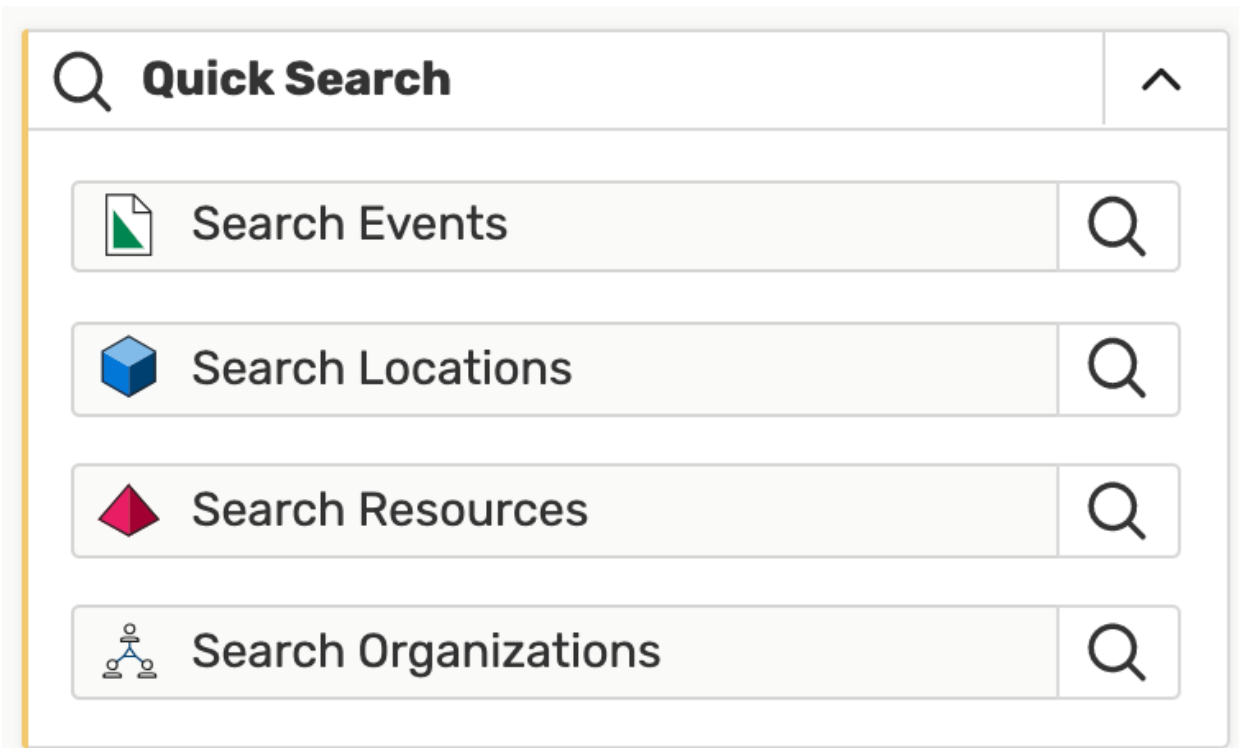 Quick Search
Search Events
Search Locations
Search Resources
Search Organizations